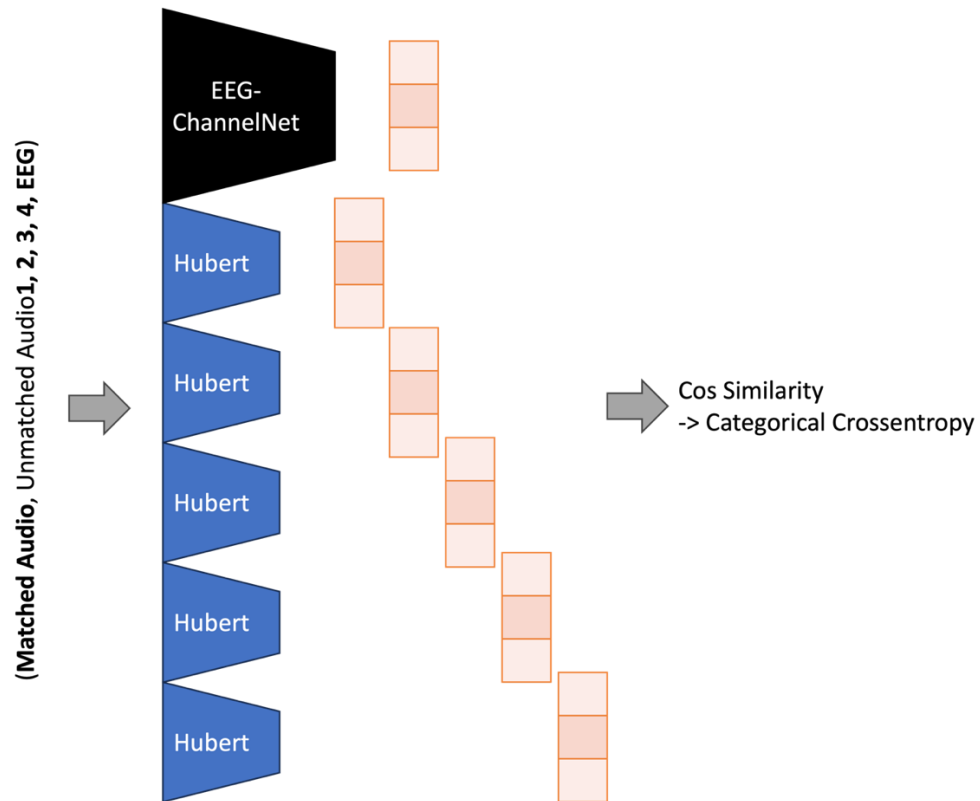 (Matched Audio, Unmatched Audio1, 2, 3, 4, EEG)
EEG-
ChannelNet
Hubert
Hubert
Hubert
Hubert
Hubert
Cos Similarity
-> Categorical Crossentropy